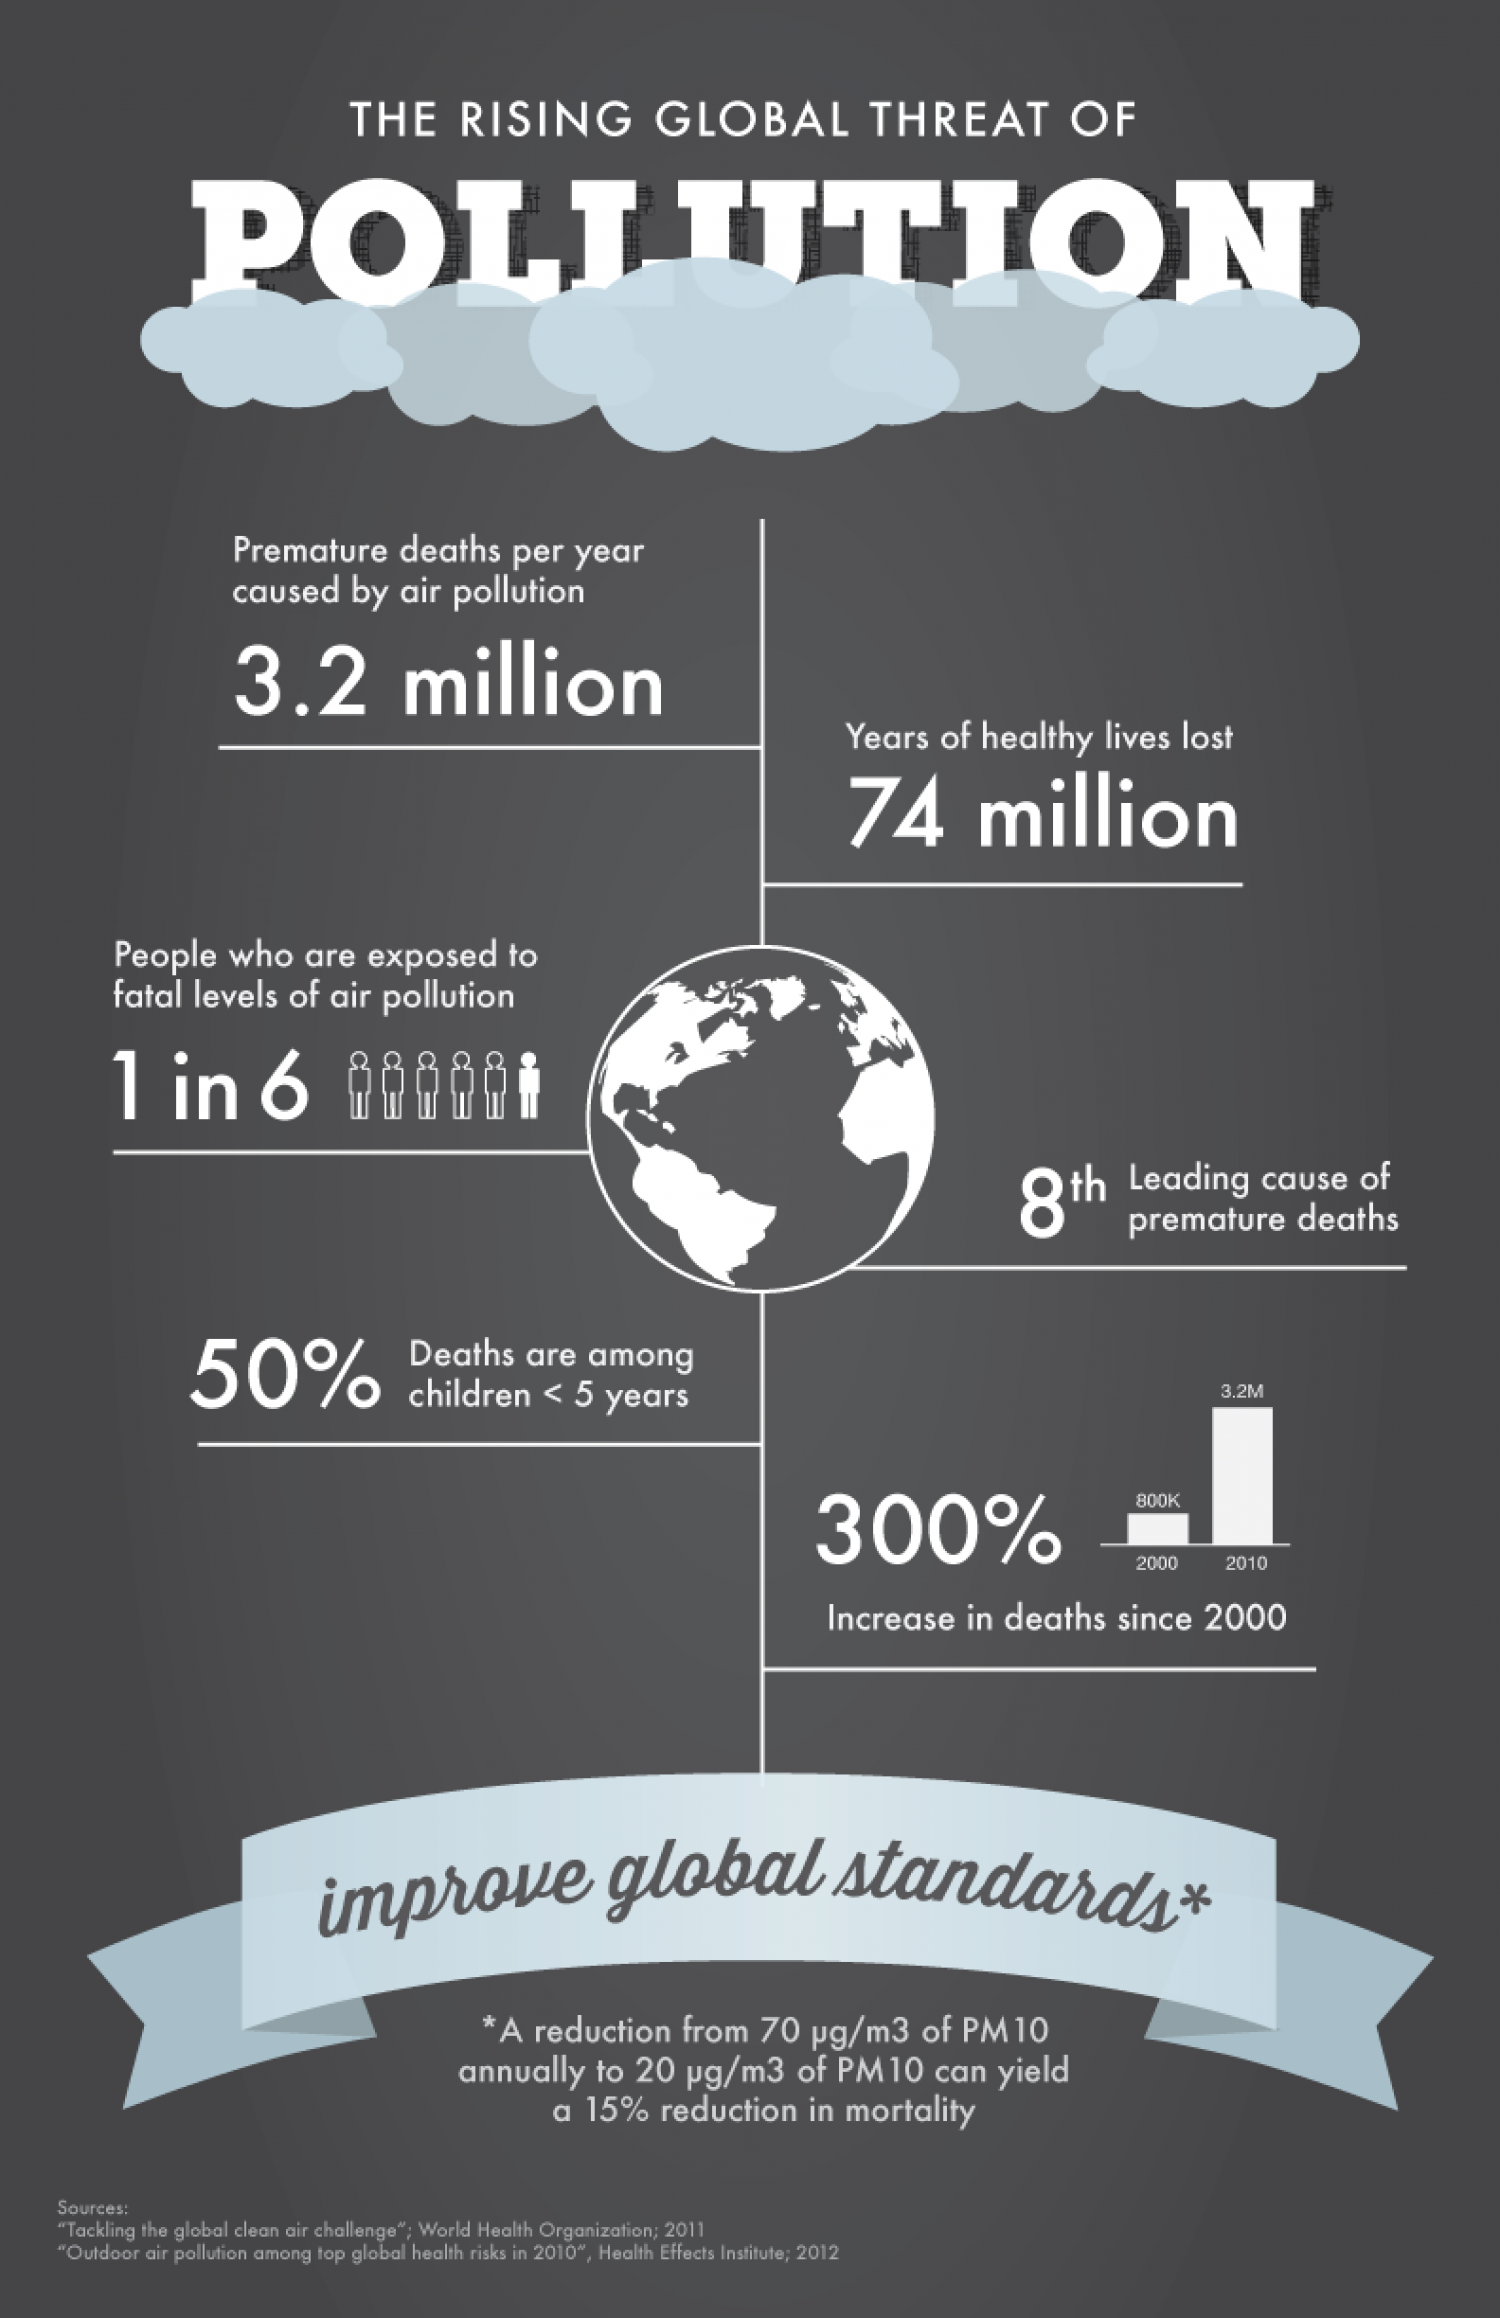 THE RISING GLOBAL THREAT OF
POLLUTION
Premature deaths per year
caused by air pollution
3.2 million
Years of healthy lives lost
74 million
People who are exposed to
fatal levels of air pollution
1 in 6
8th
Leading cause of
premature deaths
50%
Deaths are among
children < 5 years
300%
800K
3.2M
2000
2010
Increase in deaths since 2000
improve global standards*
*A reduction from 70 µg/m3 of PM10
annually to 20 µg/m3 of PM10 can yield
a 15% reduction in mortality
Sources:
“Tackling the global clean air challenge”; World Health Organization; 2011
“Outdoor air pollution among top global health risks in 2010”, Health Effects Institute; 2012